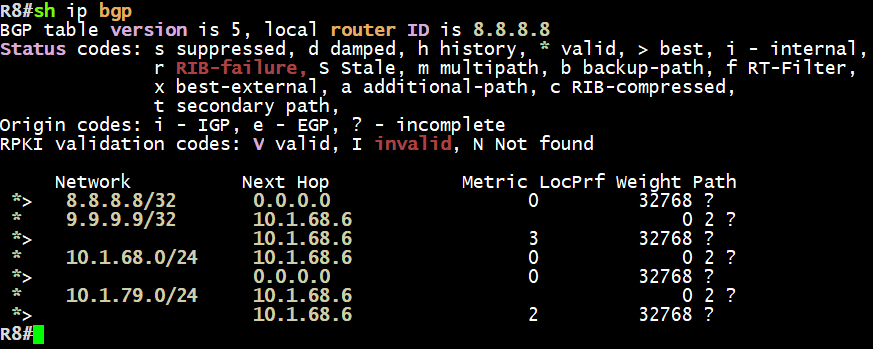 R8#sh ip bgp
BGP table version is 5, local router ID is 8.8.8.8
Status codes: s suppressed, d damped, h history, * valid, > best, i - internal,
              r RIB-failure, S Stale, m multipath, b backup-path, f RT-Filter,
              x best-external, a additional-path, c RIB-compressed,
              t secondary path,
Origin codes: i - IGP, e - EGP, ? - incomplete
RPKI validation codes: V valid, I invalid, N Not found

     Network          Next Hop            Metric LocPrf Weight Path
 *>   8.8.8.8/32       0.0.0.0                  0         32768 ?
 *    9.9.9.9/32       10.1.68.6                              0 2 ?
 *>                    10.1.68.6                3         32768 ?
 *    10.1.68.0/24     10.1.68.6                0             0 2 ?
 *>                    0.0.0.0                  0         32768 ?
 *    10.1.79.0/24     10.1.68.6                              0 2 ?
 *>                    10.1.68.6                2         32768 ?
R8#